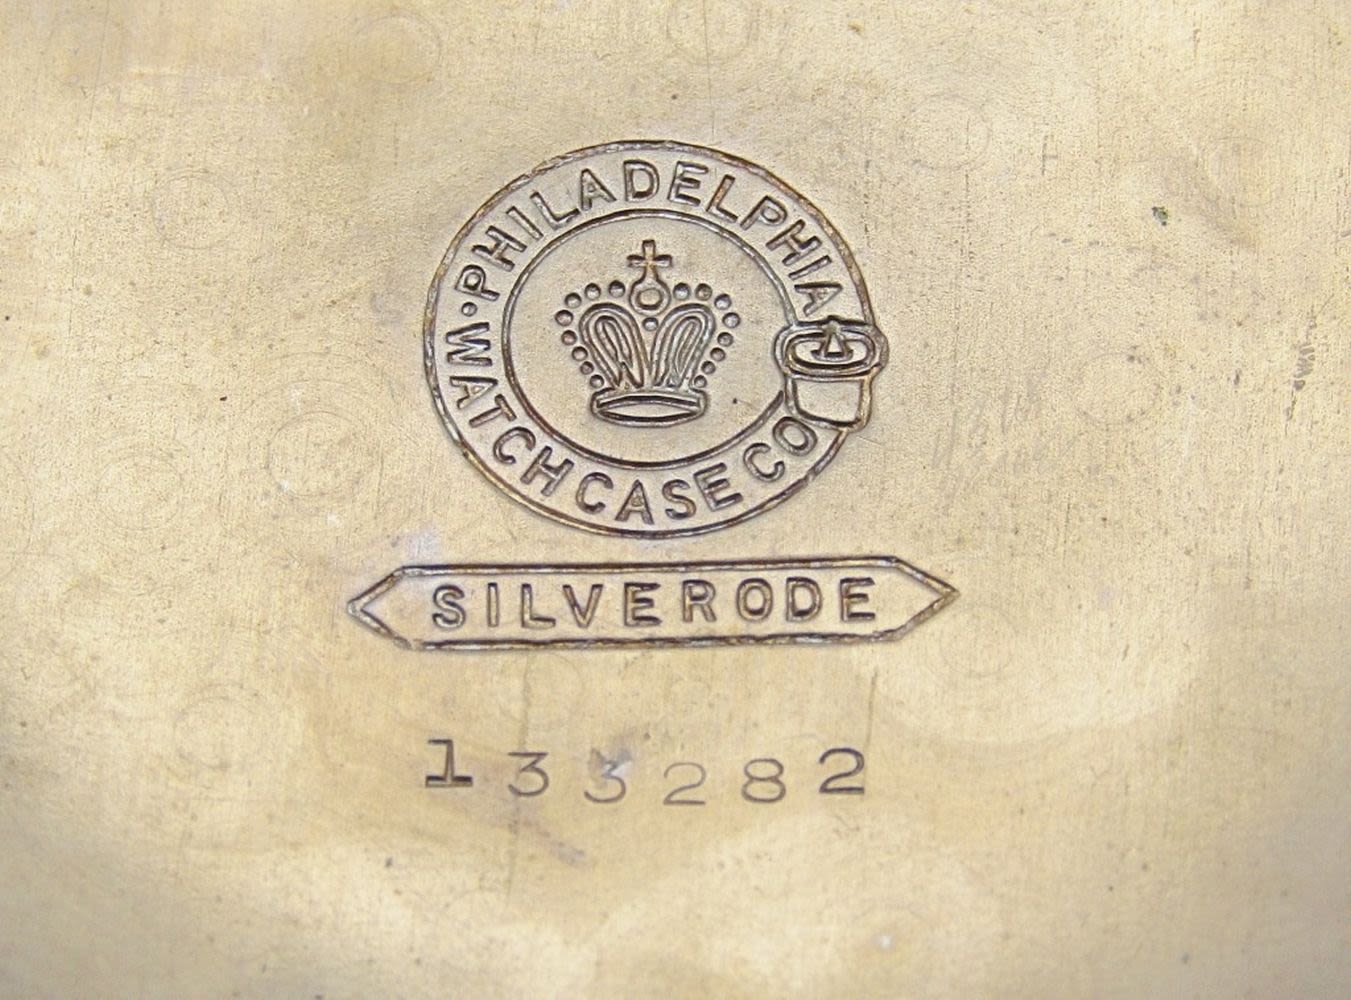 PHILADELPHIA
WATCH CASE CO
SILVERODE
133282